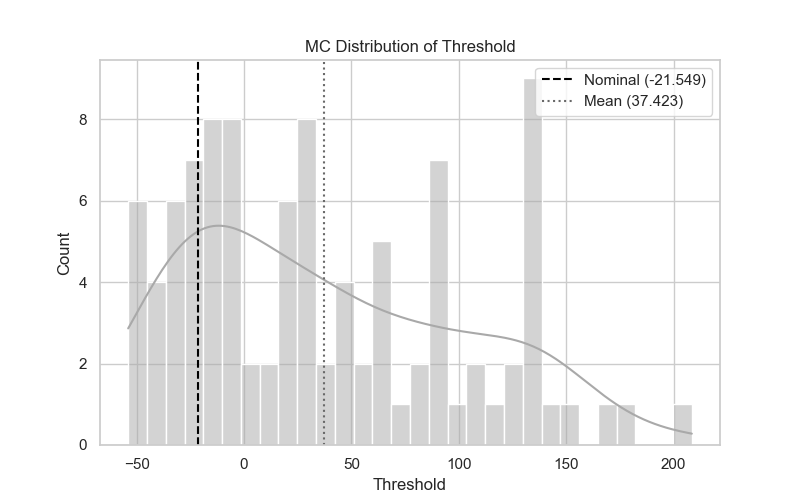 MC Distribution of Threshold
Nominal (-21.549)
Mean (37.423)
Count
8
6
4
2
0
−50
0
50
100
150
200
Threshold